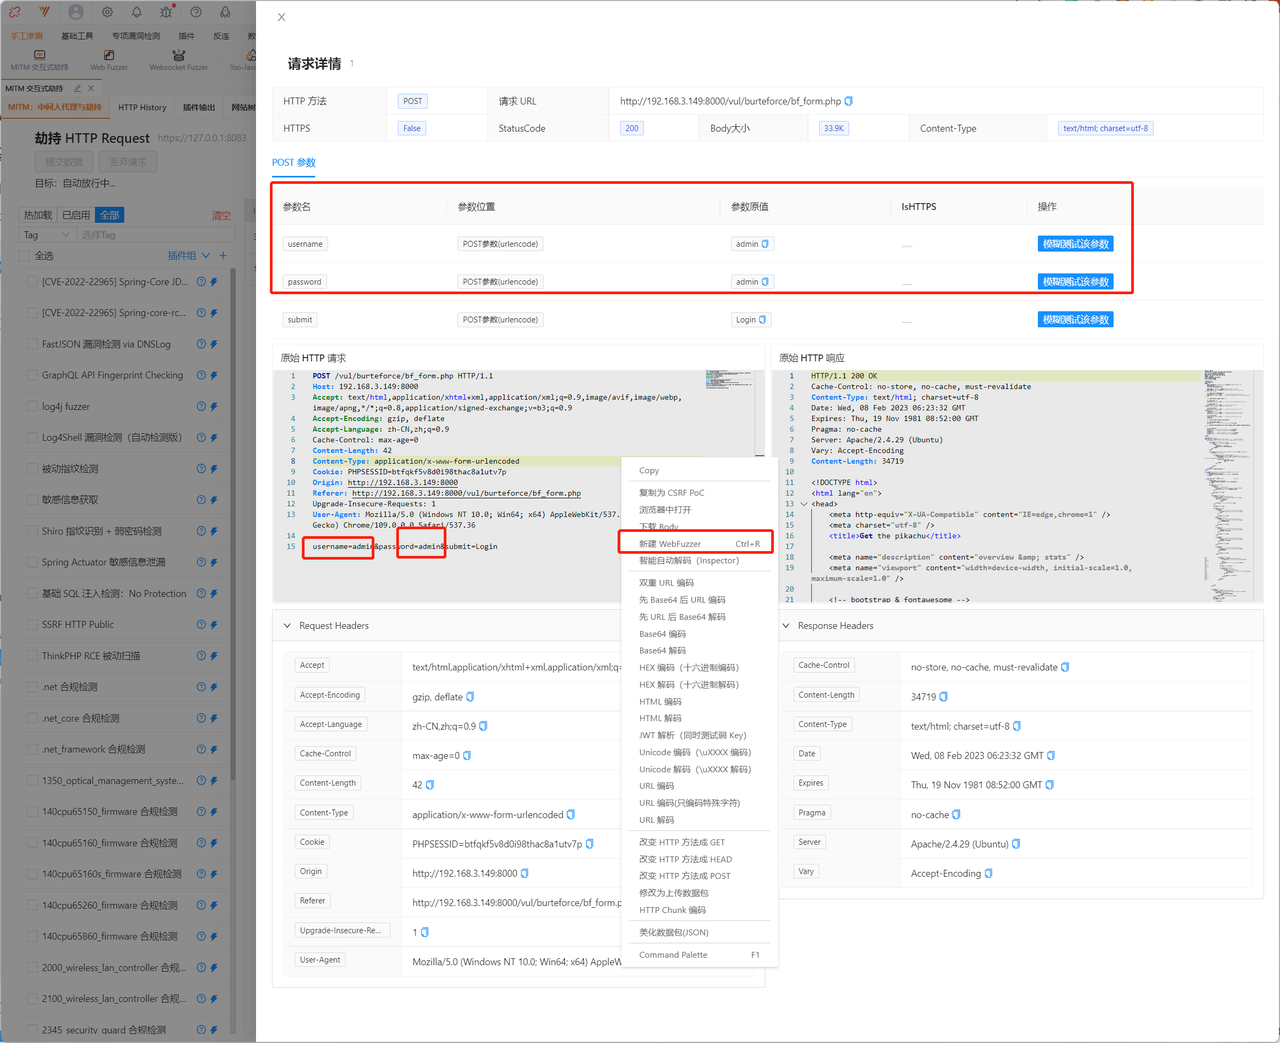 手工渗透 基础工具 专项漏洞检测 插件 反连 数
MITM 交互式劫持 Web Fuzzer Websocket Fuzzer Yso-Jav
MITM 交互式劫持
MITM: 中间人代理与劫持 HTTP History 插件输出 网站树
劫持 HTTP Request https://127.0.0.1:8083
提交数据 丢弃请求
目标：自动放行中...
热加载 已启用 全部 清空
Tag 选择Tag
全选 插件组
[CVE-2022-22965] Spring-Core JD...
[CVE-2022-22965] Spring-core-rc...
FastJSON 漏洞检测 via DNSLog
GraphQL API Fingerprint Checking
log4j fuzzer
Log4Shell 漏洞检测（自动检测版）
被动指纹检测
敏感信息获取
Shiro 指纹识别 + 弱密码检测
Spring Actuator 敏感信息泄漏
基础 SQL 注入检测：No Protection
SSRF HTTP Public
ThinkPHP RCE 被动扫描
.net 合规检测
.net_core 合规检测
.net_framework 合规检测
1350_optical_management_syste...
140cpu65150_firmware 合规检测
140cpu65160_firmware 合规检测
140cpu65160s_firmware 合规检测
140cpu65260_firmware 合规检测
140cpu65860_firmware 合规检测
2000_wireless_lan_controller 合规...
2100_wireless_lan_controller 合规...
2345_security_guard 合规检测
请求详情 1
HTTP 方法 POST 请求 URL http://192.168.3.149:8000/vul/burteforce/bf_form.php
HTTPS False StatusCode 200 Body大小 33.9K Content-Type text/html; charset=utf-8
POST 参数
参数名 参数位置 参数原值 IsHTTPS 操作
username POST参数(urlencode) admin __ 模糊测试该参数
password POST参数(urlencode) admin __ 模糊测试该参数
submit POST参数(urlencode) Login __ 模糊测试该参数
原始 HTTP 请求
1 POST /vul/burteforce/bf_form.php HTTP/1.1
2 Host: 192.168.3.149:8000
3 Accept: text/html,application/xhtml+xml,application/xml;q=0.9,image/avif,image/webp,
image/apng,*/*;q=0.8,application/signed-exchange;v=b3;q=0.9
4 Accept-Encoding: gzip, deflate
5 Accept-Language: zh-CN,zh;q=0.9
6 Cache-Control: max-age=0
7 Content-Length: 42
8 Content-Type: application/x-www-form-urlencoded
9 Cookie: PHPSESSID=btfqkf5v8d0i98thac8a1utv7p
10 Origin: http://192.168.3.149:8000
11 Referer: http://192.168.3.149:8000/vul/burteforce/bf_form.php
12 Upgrade-Insecure-Requests: 1
13 User-Agent: Mozilla/5.0 (Windows NT 10.0; Win64; x64) AppleWebKit/537.
Gecko) Chrome/109.0.0.0 Safari/537.36
14
15 username=admin&password=admin&submit=Login
原始 HTTP 响应
1 HTTP/1.1 200 OK
2 Cache-Control: no-store, no-cache, must-revalidate
3 Content-Type: text/html; charset=utf-8
4 Date: Wed, 08 Feb 2023 06:23:32 GMT
5 Expires: Thu, 19 Nov 1981 08:52:00 GMT
6 Pragma: no-cache
7 Server: Apache/2.4.29 (Ubuntu)
8 Vary: Accept-Encoding
9 Content-Length: 34719
10
11 <!DOCTYPE html>
12 <html lang="en">
13 <head>
14 <meta http-equiv="X-UA-Compatible" content="IE=edge,chrome=1" />
15 <meta charset="utf-8" />
16 <title>Get the pikachu</title>
17
18 <meta name="description" content="overview &amp; stats" />
19 <meta name="viewport" content="width=device-width, initial-scale=1.0,
maximum-scale=1.0" />
20
21 <!-- bootstrap & fontawesome -->
Copy
复制为 CSRF PoC
浏览器中打开
下载 Body
新建 WebFuzzer Ctrl+R
智能自动解码（Inspector）
双重 URL 编码
先 Base64 后 URL 编码
先 URL 后 Base64 解码
Base64 编码
Base64 解码
HEX 编码（十六进制编码）
HEX 解码（十六进制解码）
HTML 编码
HTML 解码
JWT 解析（同时测试弱 Key）
Unicode 编码（\uXXXX 编码）
Unicode 解码（\uXXXX 解码）
URL 编码
URL 编码(只编码特殊字符)
URL 解码
改变 HTTP 方法成 GET
改变 HTTP 方法成 HEAD
改变 HTTP 方法成 POST
修改为上传数据包
HTTP Chunk 编码
美化数据包(JSON)
Command Palette F1
Request Headers
Accept text/html,application/xhtml+xml,application/xml;q=
Accept-Encoding gzip, deflate
Accept-Language zh-CN,zh;q=0.9
Cache-Control max-age=0
Content-Length 42
Content-Type application/x-www-form-urlencoded
Cookie PHPSESSID=btfqkf5v8d0i98thac8a1utv7p
Origin http://192.168.3.149:8000
Referer http://192.168.3.149:8000/vul/burteforce/bf_form.p
Upgrade-Insecure-Re... 1
User-Agent Mozilla/5.0 (Windows NT 10.0; Win64; x64) AppleW
Response Headers
Cache-Control no-store, no-cache, must-revalidate
Content-Length 34719
Content-Type text/html; charset=utf-8
Date Wed, 08 Feb 2023 06:23:32 GMT
Expires Thu, 19 Nov 1981 08:52:00 GMT
Pragma no-cache
Server Apache/2.4.29 (Ubuntu)
Vary Accept-Encoding